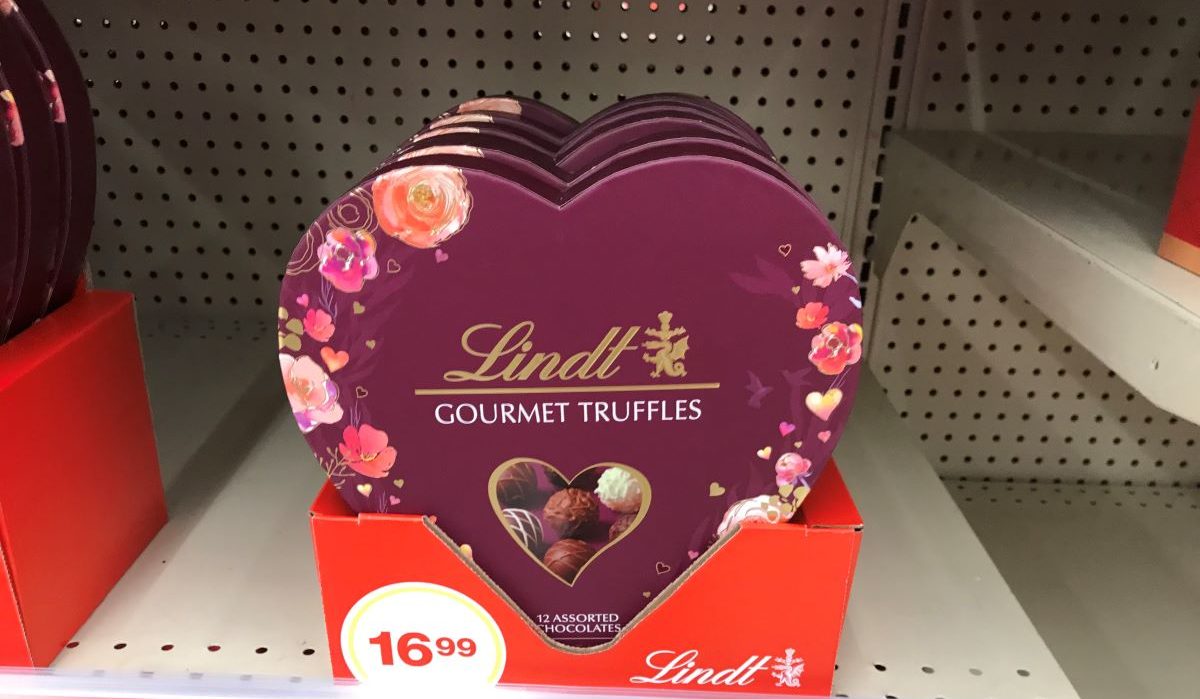 Lindt
GOURMET TRUFFLES
12 ASSORTED
CHOCOLATES
16.99
Lindt